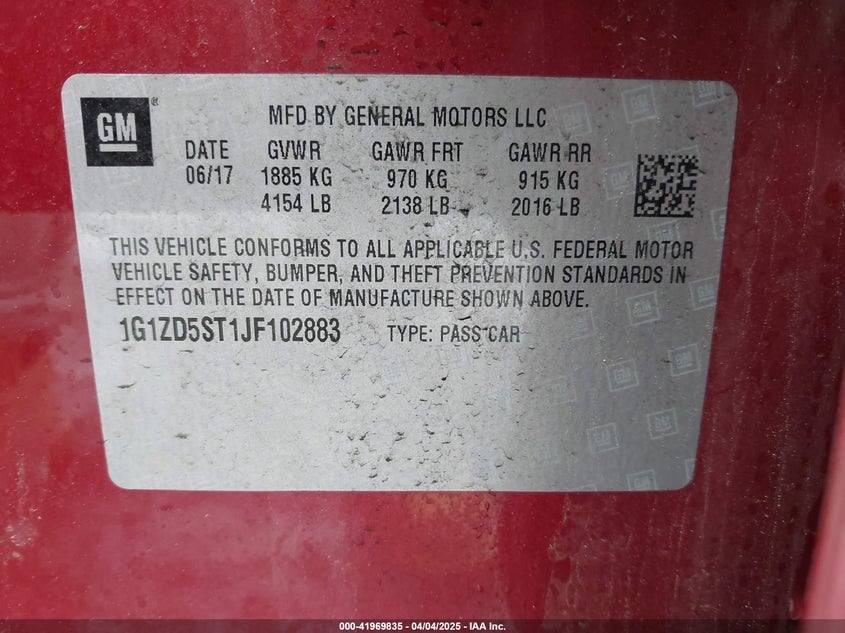 GM
®
MFD BY GENERAL MOTORS LLC
DATE GVWR GAWR FRT GAWR RR
06/17 1885 KG 970 KG 915 KG
4154 LB 2138 LB 2016 LB
THIS VEHICLE CONFORMS TO ALL APPLICABLE U.S. FEDERAL MOTOR
VEHICLE SAFETY, BUMPER, AND THEFT PREVENTION STANDARDS IN
EFFECT ON THE DATE OF MANUFACTURE SHOWN ABOVE.
1G1ZD5ST1JF102883 TYPE: PASS CAR
000-41969835 - 04/04/2025 - IAA Inc.